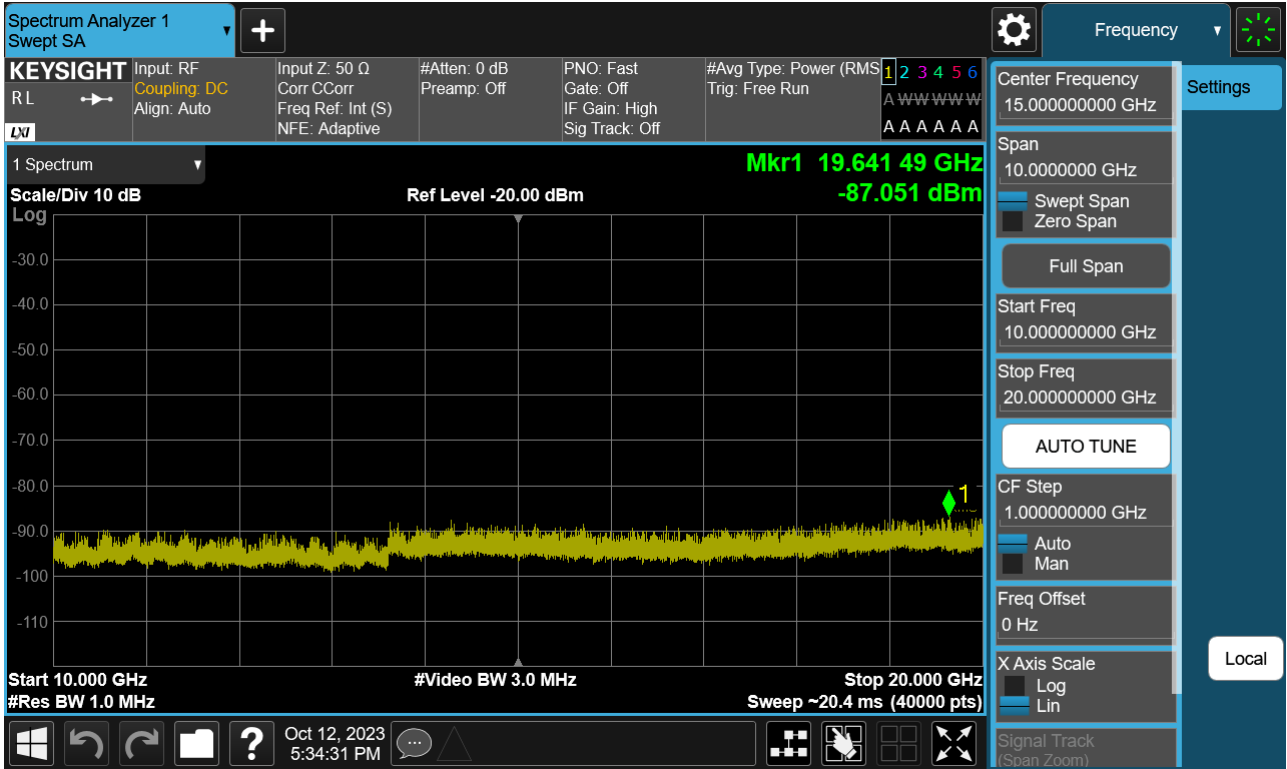 Spectrum Analyzer 1
Swept SA
Frequency
KEYSIGHT
R L
LXI
Input: RF
Coupling: DC
Align: Auto
Input Z: 50 Ω
Corr CCorr
Freq Ref: Int (S)
NFE: Adaptive
#Atten: 0 dB
Preamp: Off
PNO: Fast
Gate: Off
IF Gain: High
Sig Track: Off
#Avg Type: Power (RMS
Trig: Free Run
1 2 3 4 5 6
A W W W W W
A A A A A A
1 Spectrum
Scale/Div 10 dB
Ref Level -20.00 dBm
Mkr1 19.641 49 GHz
-87.051 dBm
Log
-30.0
-40.0
-50.0
-60.0
-70.0
-80.0
-90.0
-100
-110
1
Start 10.000 GHz
#Video BW 3.0 MHz
Stop 20.000 GHz
#Res BW 1.0 MHz
Sweep ~20.4 ms (40000 pts)
?
Oct 12, 2023
5:34:31 PM
Center Frequency
15.000000000 GHz
Settings
Span
10.0000000 GHz
Swept Span
Zero Span
Full Span
Start Freq
10.000000000 GHz
Stop Freq
20.000000000 GHz
AUTO TUNE
CF Step
1.000000000 GHz
Auto
Man
Freq Offset
0 Hz
X Axis Scale
Log
Lin
Local
Signal Track
(Span Zoom)